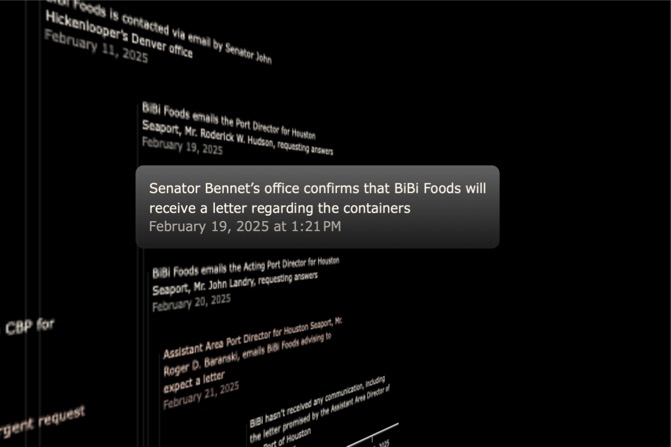 BiBi Foods is contacted via email by Senator John
Hickenlooper's Denver office
February 11, 2025
BiBi Foods emails the Port Director for Houston
Seaport, Mr. Roderick W. Hudson, requesting answers
February 19, 2025
Senator Bennet’s office confirms that BiBi Foods will
receive a letter regarding the containers
February 19, 2025 at 1:21 PM
BiBi Foods emails the Acting Port Director for Houston
Seaport, Mr. John Landry, requesting answers
February 20, 2025
CBP for
Assistant Area Port Director for Houston Seaport, Mr.
Roger D. Baranski, emails BiBi Foods advising to
expect a letter
February 21, 2025
gent request
BiBi hasn't received any communication, including
the letter promised by the Assistant Area Director of
Port of Houston
2025